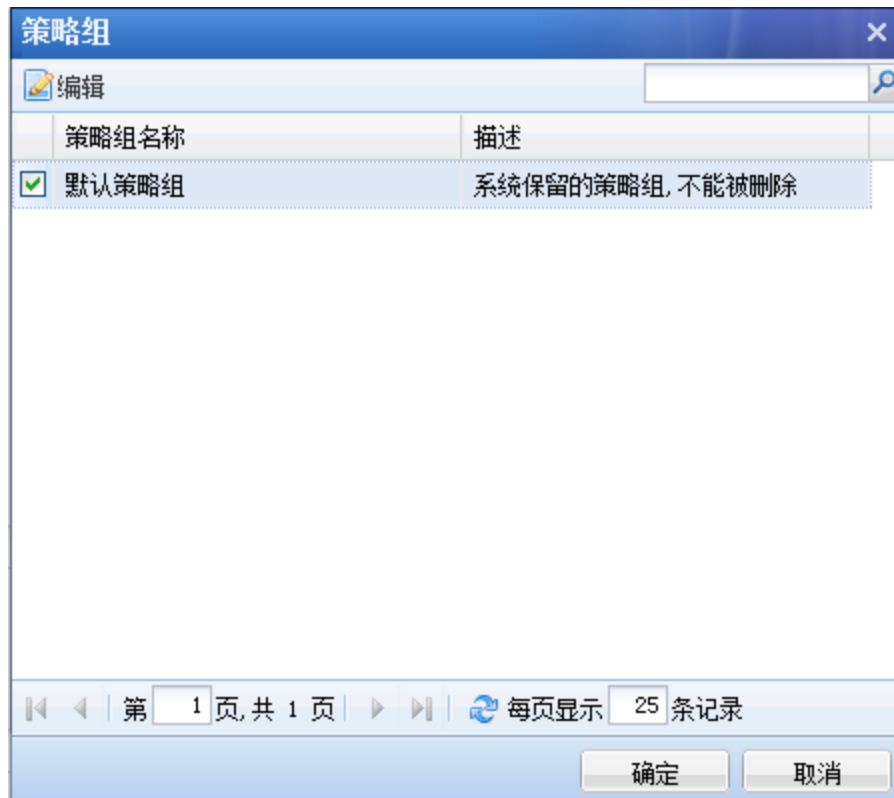 策略组
编辑
策略组名称 描述
默认策略组 系统保留的策略组,不能被删除
第 1 页,共 1 页 每页显示 25 条记录
确定 取消